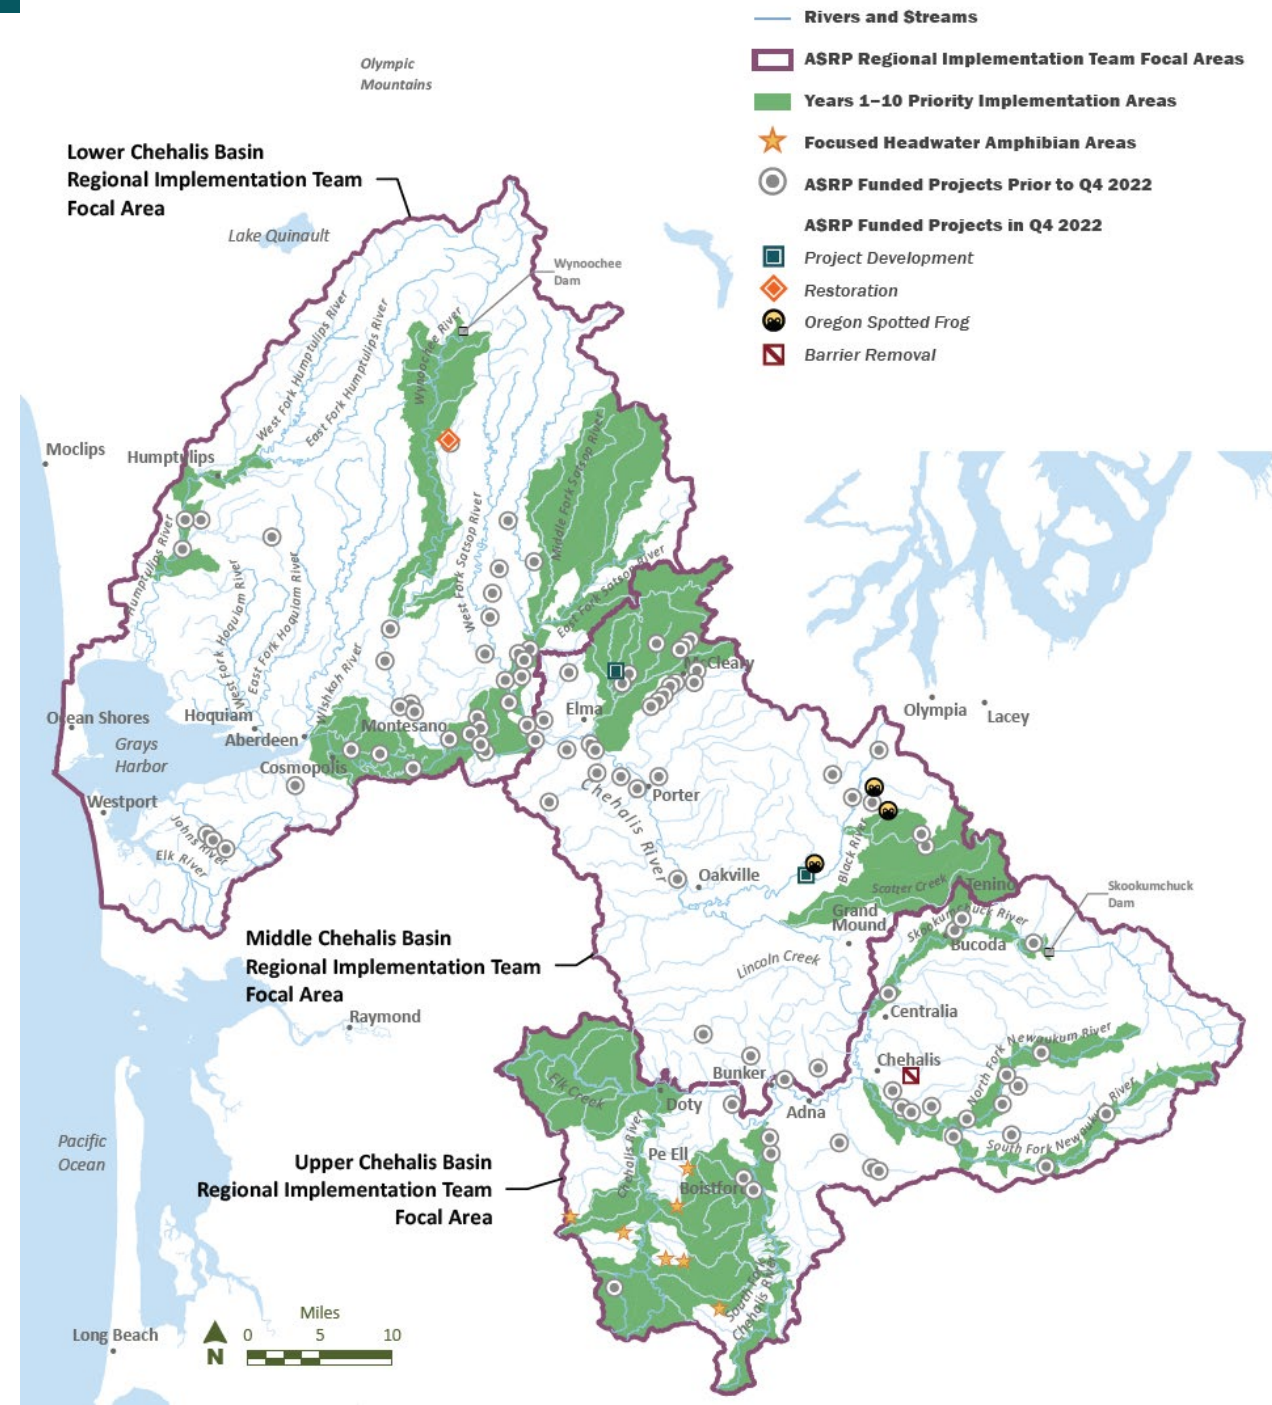 Rivers and Streams
ASRP Regional Implementation Team Focal Areas
Years 1–10 Priority Implementation Areas
Focused Headwater Amphibian Areas
ASRP Funded Projects Prior to Q4 2022
ASRP Funded Projects in Q4 2022
Project Development
Restoration
Oregon Spotted Frog
Barrier Removal
Olympic
Mountains
Lower Chehalis Basin
Regional Implementation Team
Focal Area
Lake Quinault
Wynoochee
Dam
West Fork Humptulips River
East Fork Humptulips River
Wynoochee River
Moclips
Humptulips
Middle Fork Satsop River
West Fork Satsop River
East Fork Satsop River
Humptulips River
West Fork Hoquiam River
East Fork Hoquiam River
Wishkah River
McCleary
Elma
Olympia
Lacey
Ocean Shores
Hoquiam
Montesano
Grays
Harbor
Aberdeen
Cosmopolis
Westport
Porter
Chehalis River
Johns River
Elk River
Black River
Oakville
Scatter Creek
Tenino
Skookumchuck
Dam
Grand
Mound
Skookumchuck River
Bucoda
Middle Chehalis Basin
Regional Implementation Team
Focal Area
Lincoln Creek
Raymond
Centralia
North Fork Newaukum River
Chehalis
Bunker
Elk Creek
Doty
Adna
South Fork Newaukum River
Pacific
Ocean
Chehalis River
Pe Ell
Boistfort
Upper Chehalis Basin
Regional Implementation Team
Focal Area
South Fork
Chehalis River
Miles
0 5 10
N
Long Beach